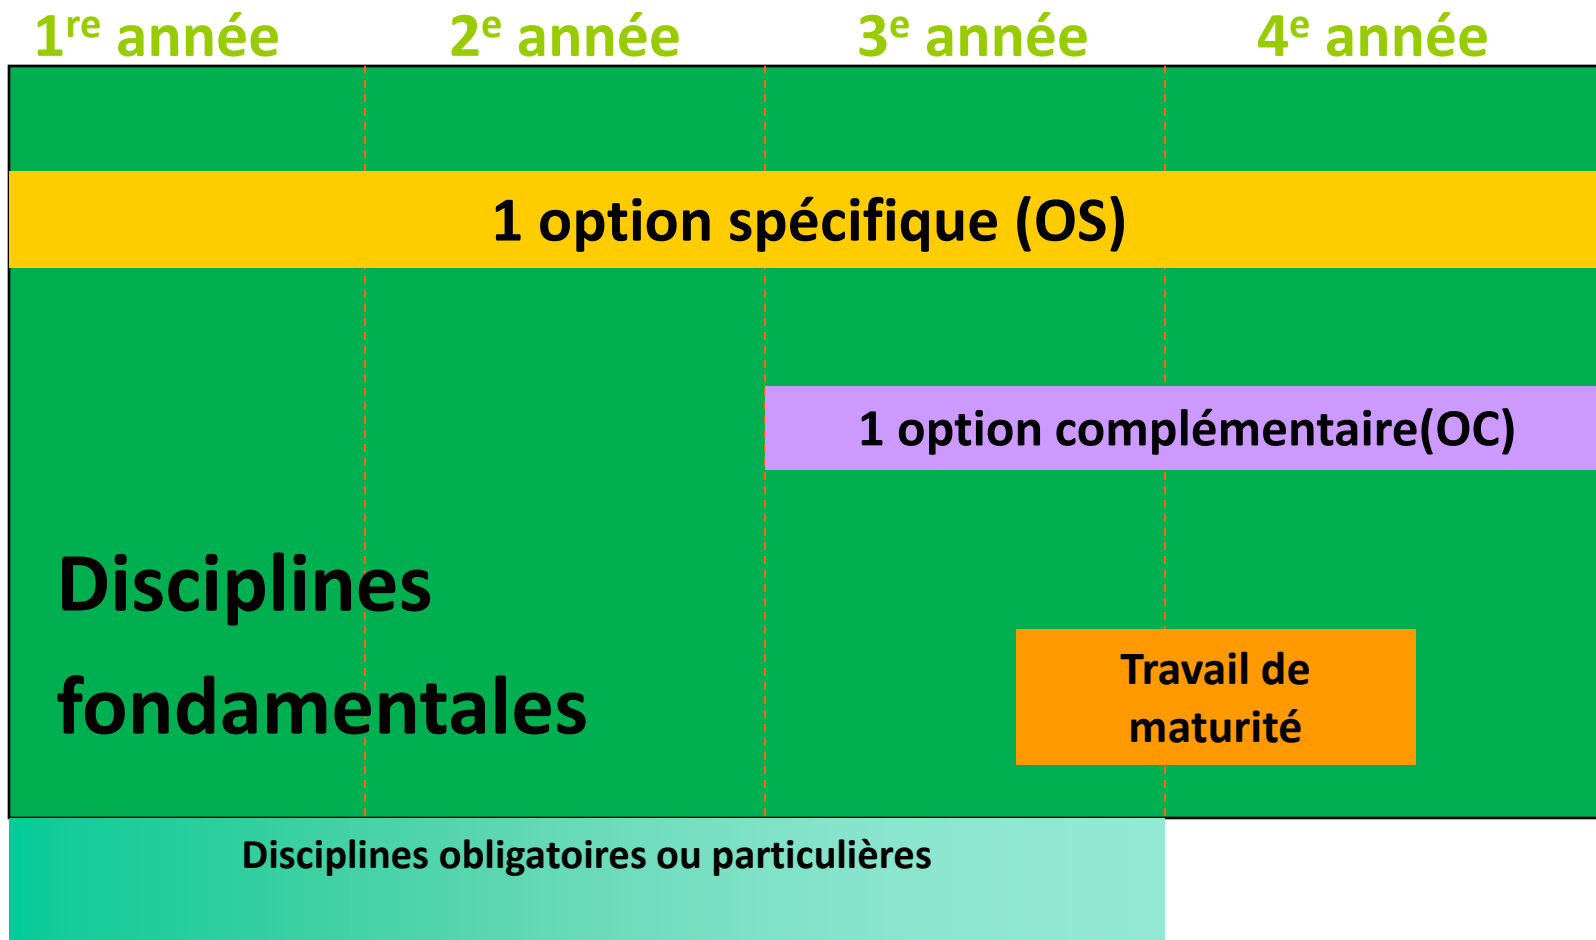 1re année 2e année 3e année 4e année
1 option spécifique (OS)
1 option complémentaire(OC)
Disciplines
fondamentales
Travail de
maturité
Disciplines obligatoires ou particulières